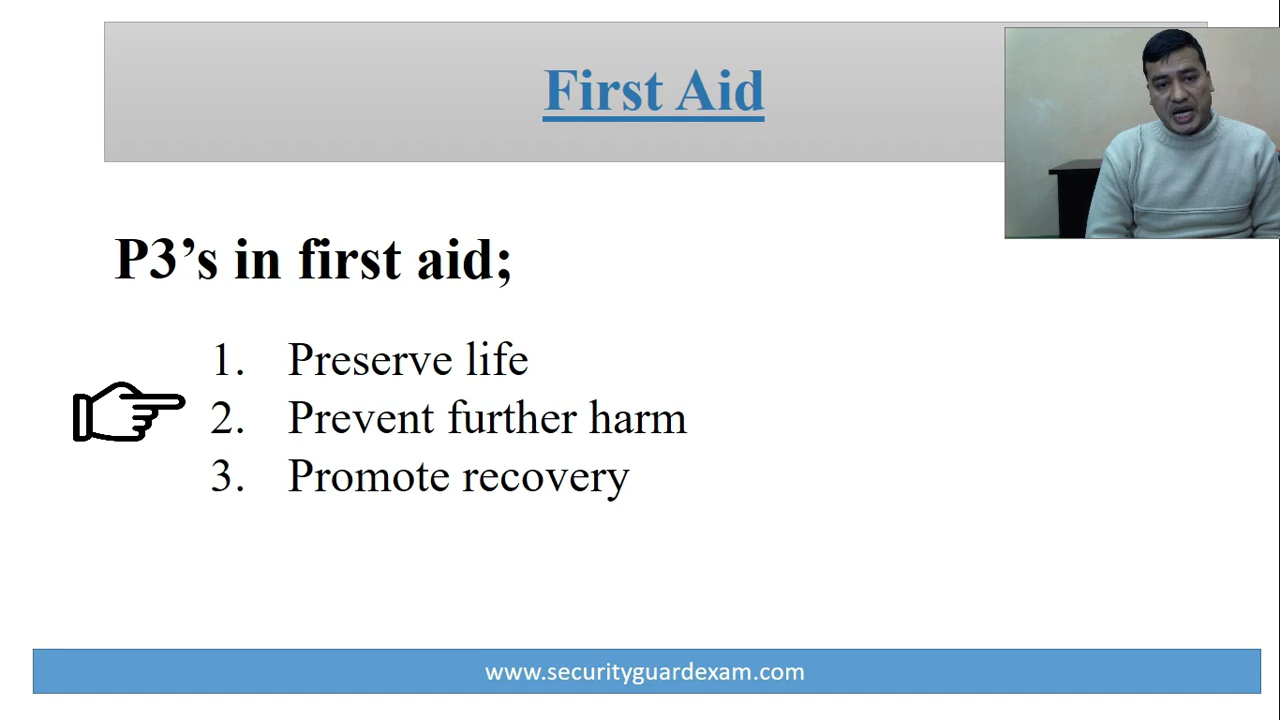 First Aid
P3’s in first aid;
1. Preserve life
2. Prevent further harm
3. Promote recovery
www.securityguardexam.com